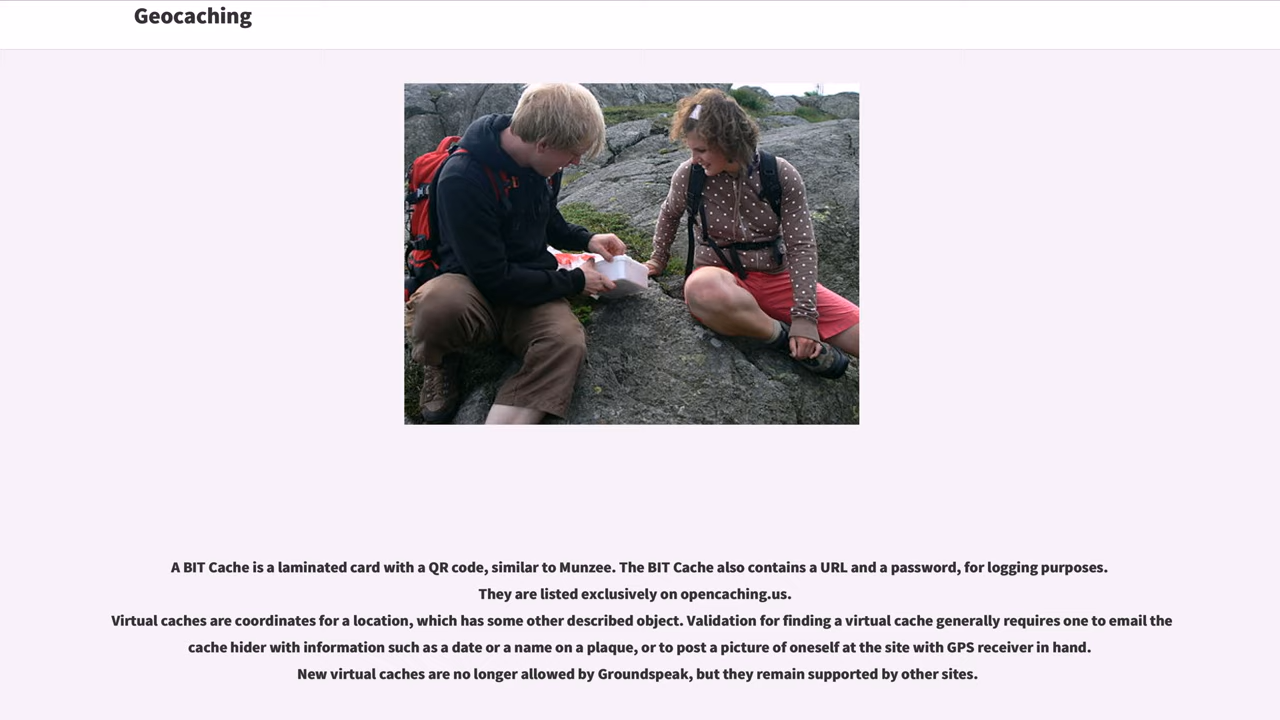 Geocaching
A BIT Cache is a laminated card with a QR code, similar to Munzee. The BIT Cache also contains a URL and a password, for logging purposes.
They are listed exclusively on opencaching.us.
Virtual caches are coordinates for a location, which has some other described object. Validation for finding a virtual cache generally requires one to email the
cache hider with information such as a date or a name on a plaque, or to post a picture of oneself at the site with GPS receiver in hand.
New virtual caches are no longer allowed by Groundspeak, but they remain supported by other sites.